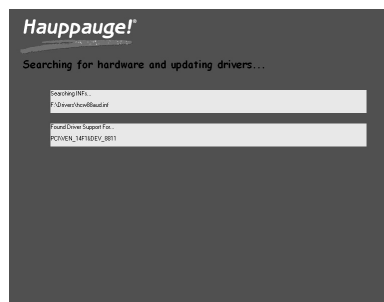 Hauppauge!®
Searching for hardware and updating drivers...
Searching INFs...
F:\Drivers\hcw88aud.inf
Found Driver Support For...
PCI\VEN_14F1&DEV_8811